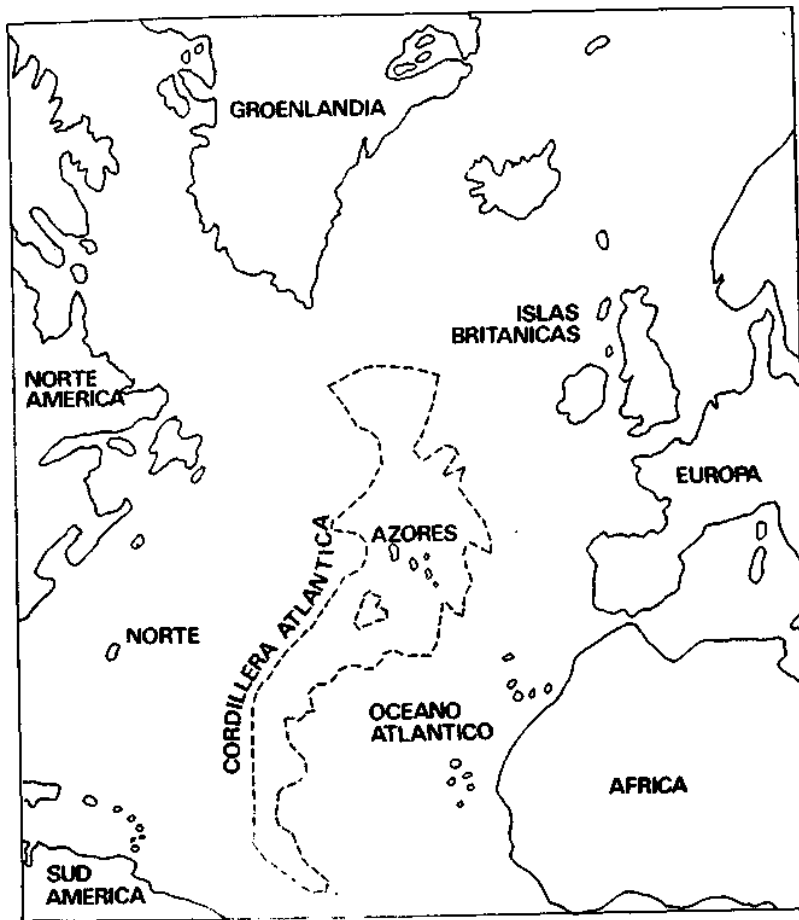 GROENLANDIA
ISLAS
BRITANICAS
NORTE
AMERICA
EUROPA
AZORES
CORDILLERA ATLANTICA
NORTE
OCEANO
ATLANTICO
AFRICA
SUD
AMERICA